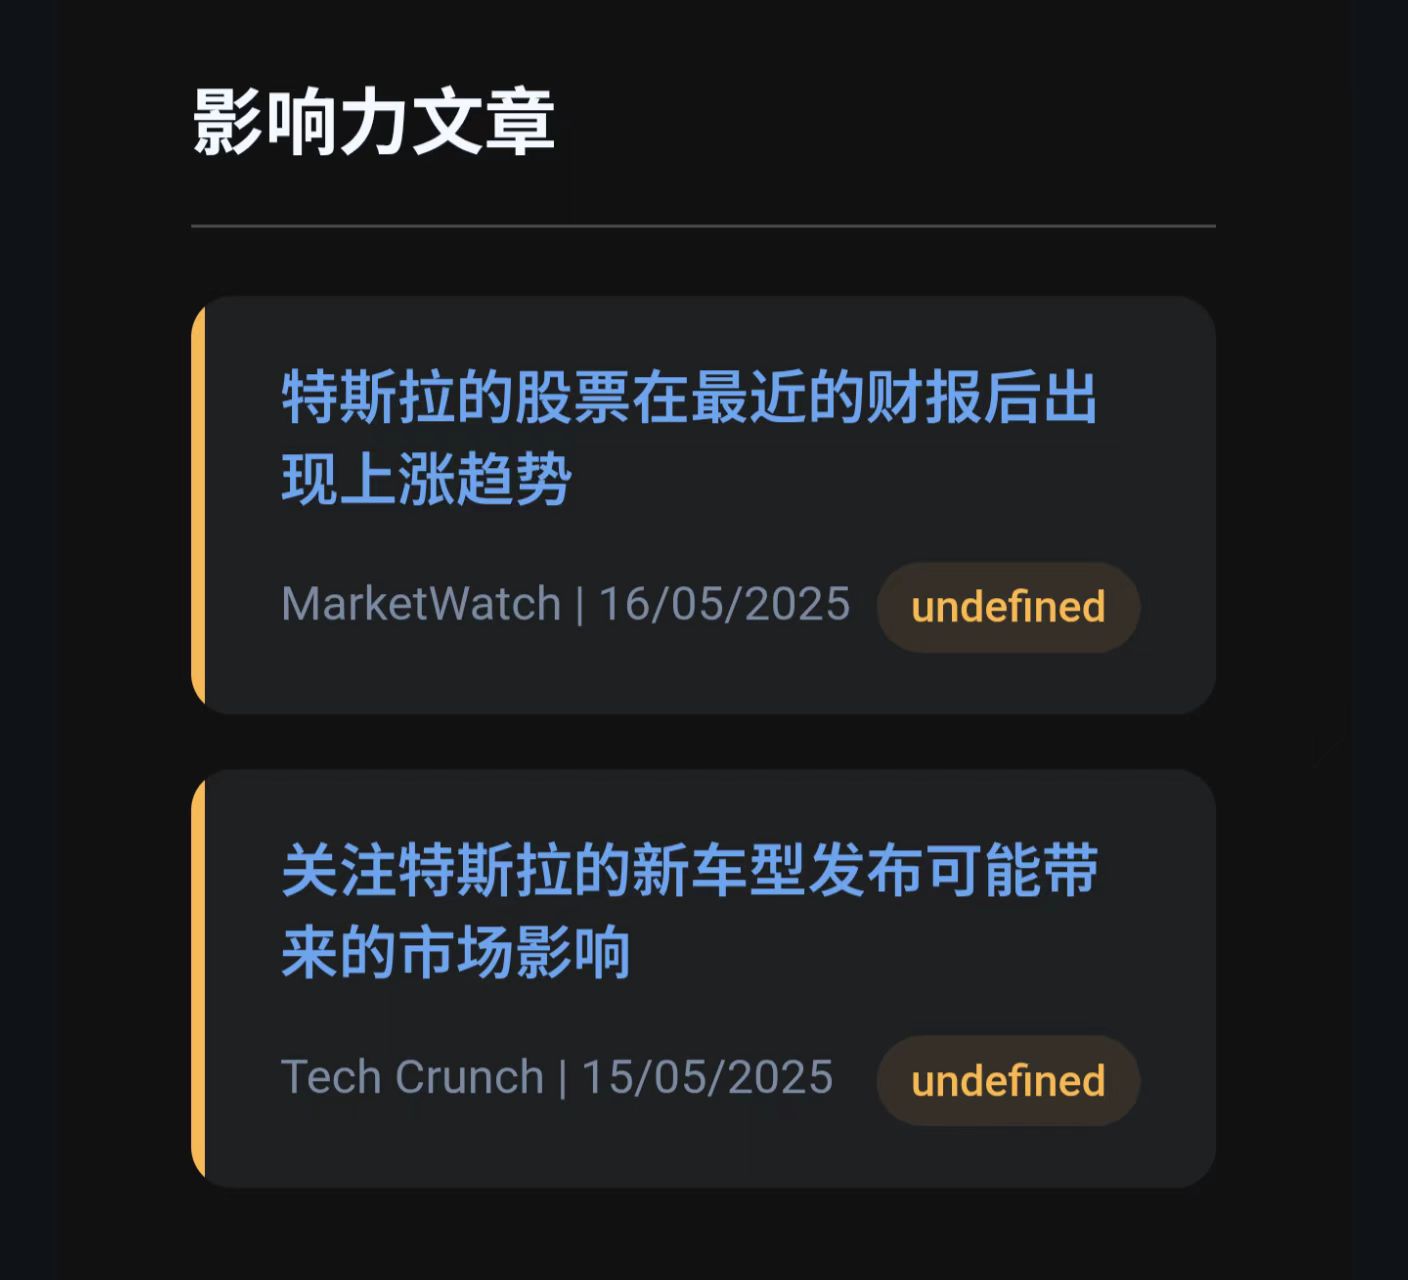 影响力文章
特斯拉的股票在最近的财报后出
现上涨趋势
MarketWatch | 16/05/2025 undefined
关注特斯拉的新车型发布可能带
来的市场影响
Tech Crunch | 15/05/2025 undefined